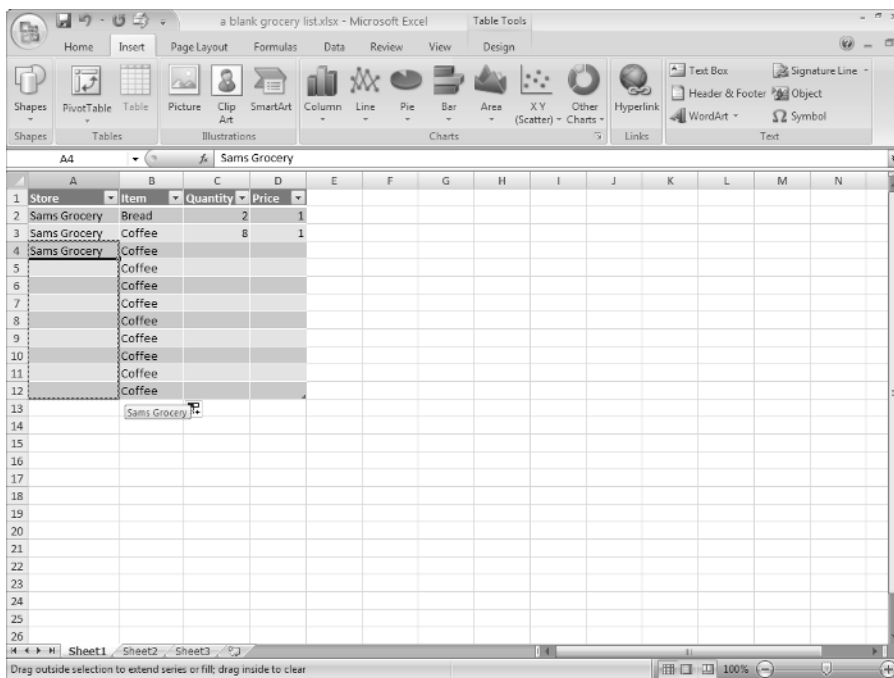 a blank grocery list.xlsx - Microsoft Excel Table Tools
Home Insert Page Layout Formulas Data Review View Design
Shapes PivotTable Table Picture Clip Art SmartArt Column Line Pie Bar Area X Y (Scatter) Other Charts Hyperlink Text Box Header & Footer WordArt Signature Line Object Symbol
Shapes Tables Illustrations Charts Links Text
A4 fx Sams Grocery
A B C D E F G H I J K L M N
1 Store Item Quantity Price
2 Sams Grocery Bread 2 1
3 Sams Grocery Coffee 8 1
4 Sams Grocery Coffee
5 Coffee
6 Coffee
7 Coffee
8 Coffee
9 Coffee
10 Coffee
11 Coffee
12 Coffee
13 Sams Grocery
14
15
16
17
18
19
20
21
22
23
24
25
26
Sheet1 Sheet2 Sheet3
Drag outside selection to extend series or fill; drag inside to clear 100%